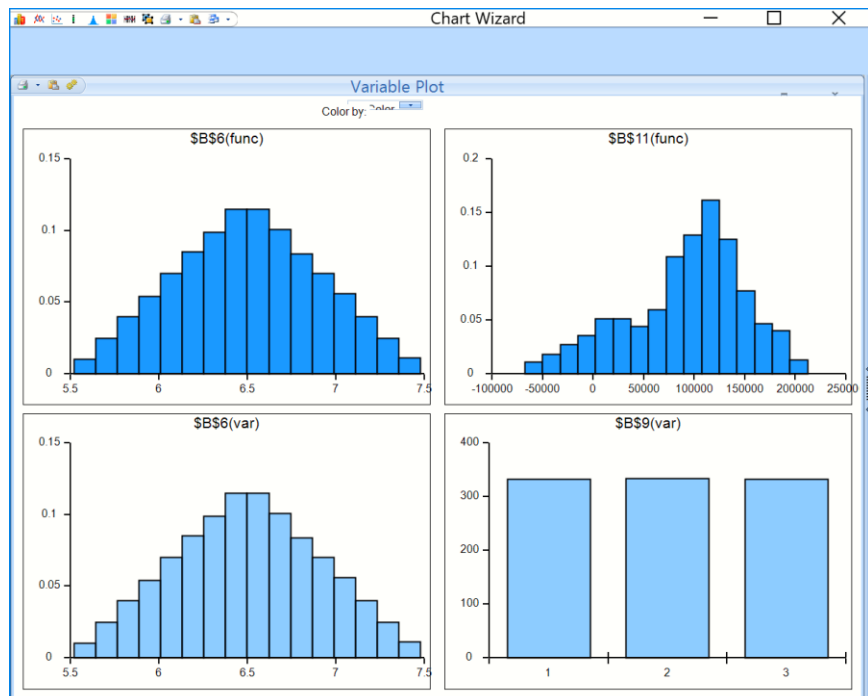 Chart Wizard
Variable Plot
Color by: Color
$B$6(func)
0.15
0.1
0.05
0
5.5 6 6.5 7 7.5
$B$11(func)
0.2
0.15
0.1
0.05
0
-100000 -50000 0 50000 100000 150000 200000 25000
$B$6(var)
0.15
0.1
0.05
0
5.5 6 6.5 7 7.5
$B$9(var)
400
300
200
100
0
1 2 3